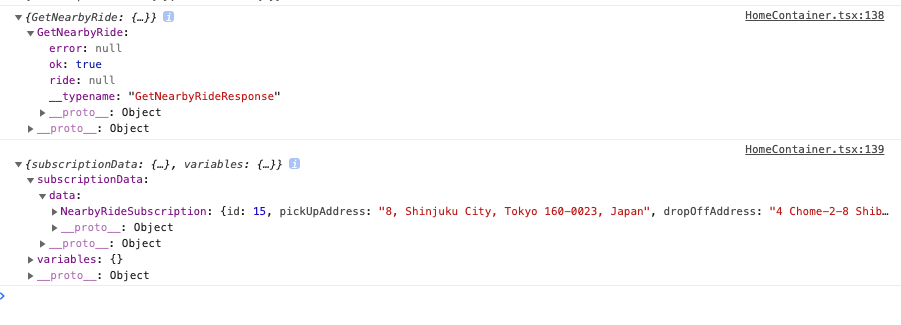 {GetNearbyRide: {…}} i HomeContainer.tsx:138
GetNearbyRide:
error: null
ok: true
ride: null
__typename: "GetNearbyRideResponse"
__proto__: Object
__proto__: Object
HomeContainer.tsx:139
{subscriptionData: {…}, variables: {…}} i
subscriptionData:
data:
NearbyRideSubscription: {id: 15, pickUpAddress: "8, Shinjuku City, Tokyo 160-0023, Japan", dropOffAddress: "4 Chome-2-8 Shib…
__proto__: Object
__proto__: Object
variables: {}
__proto__: Object